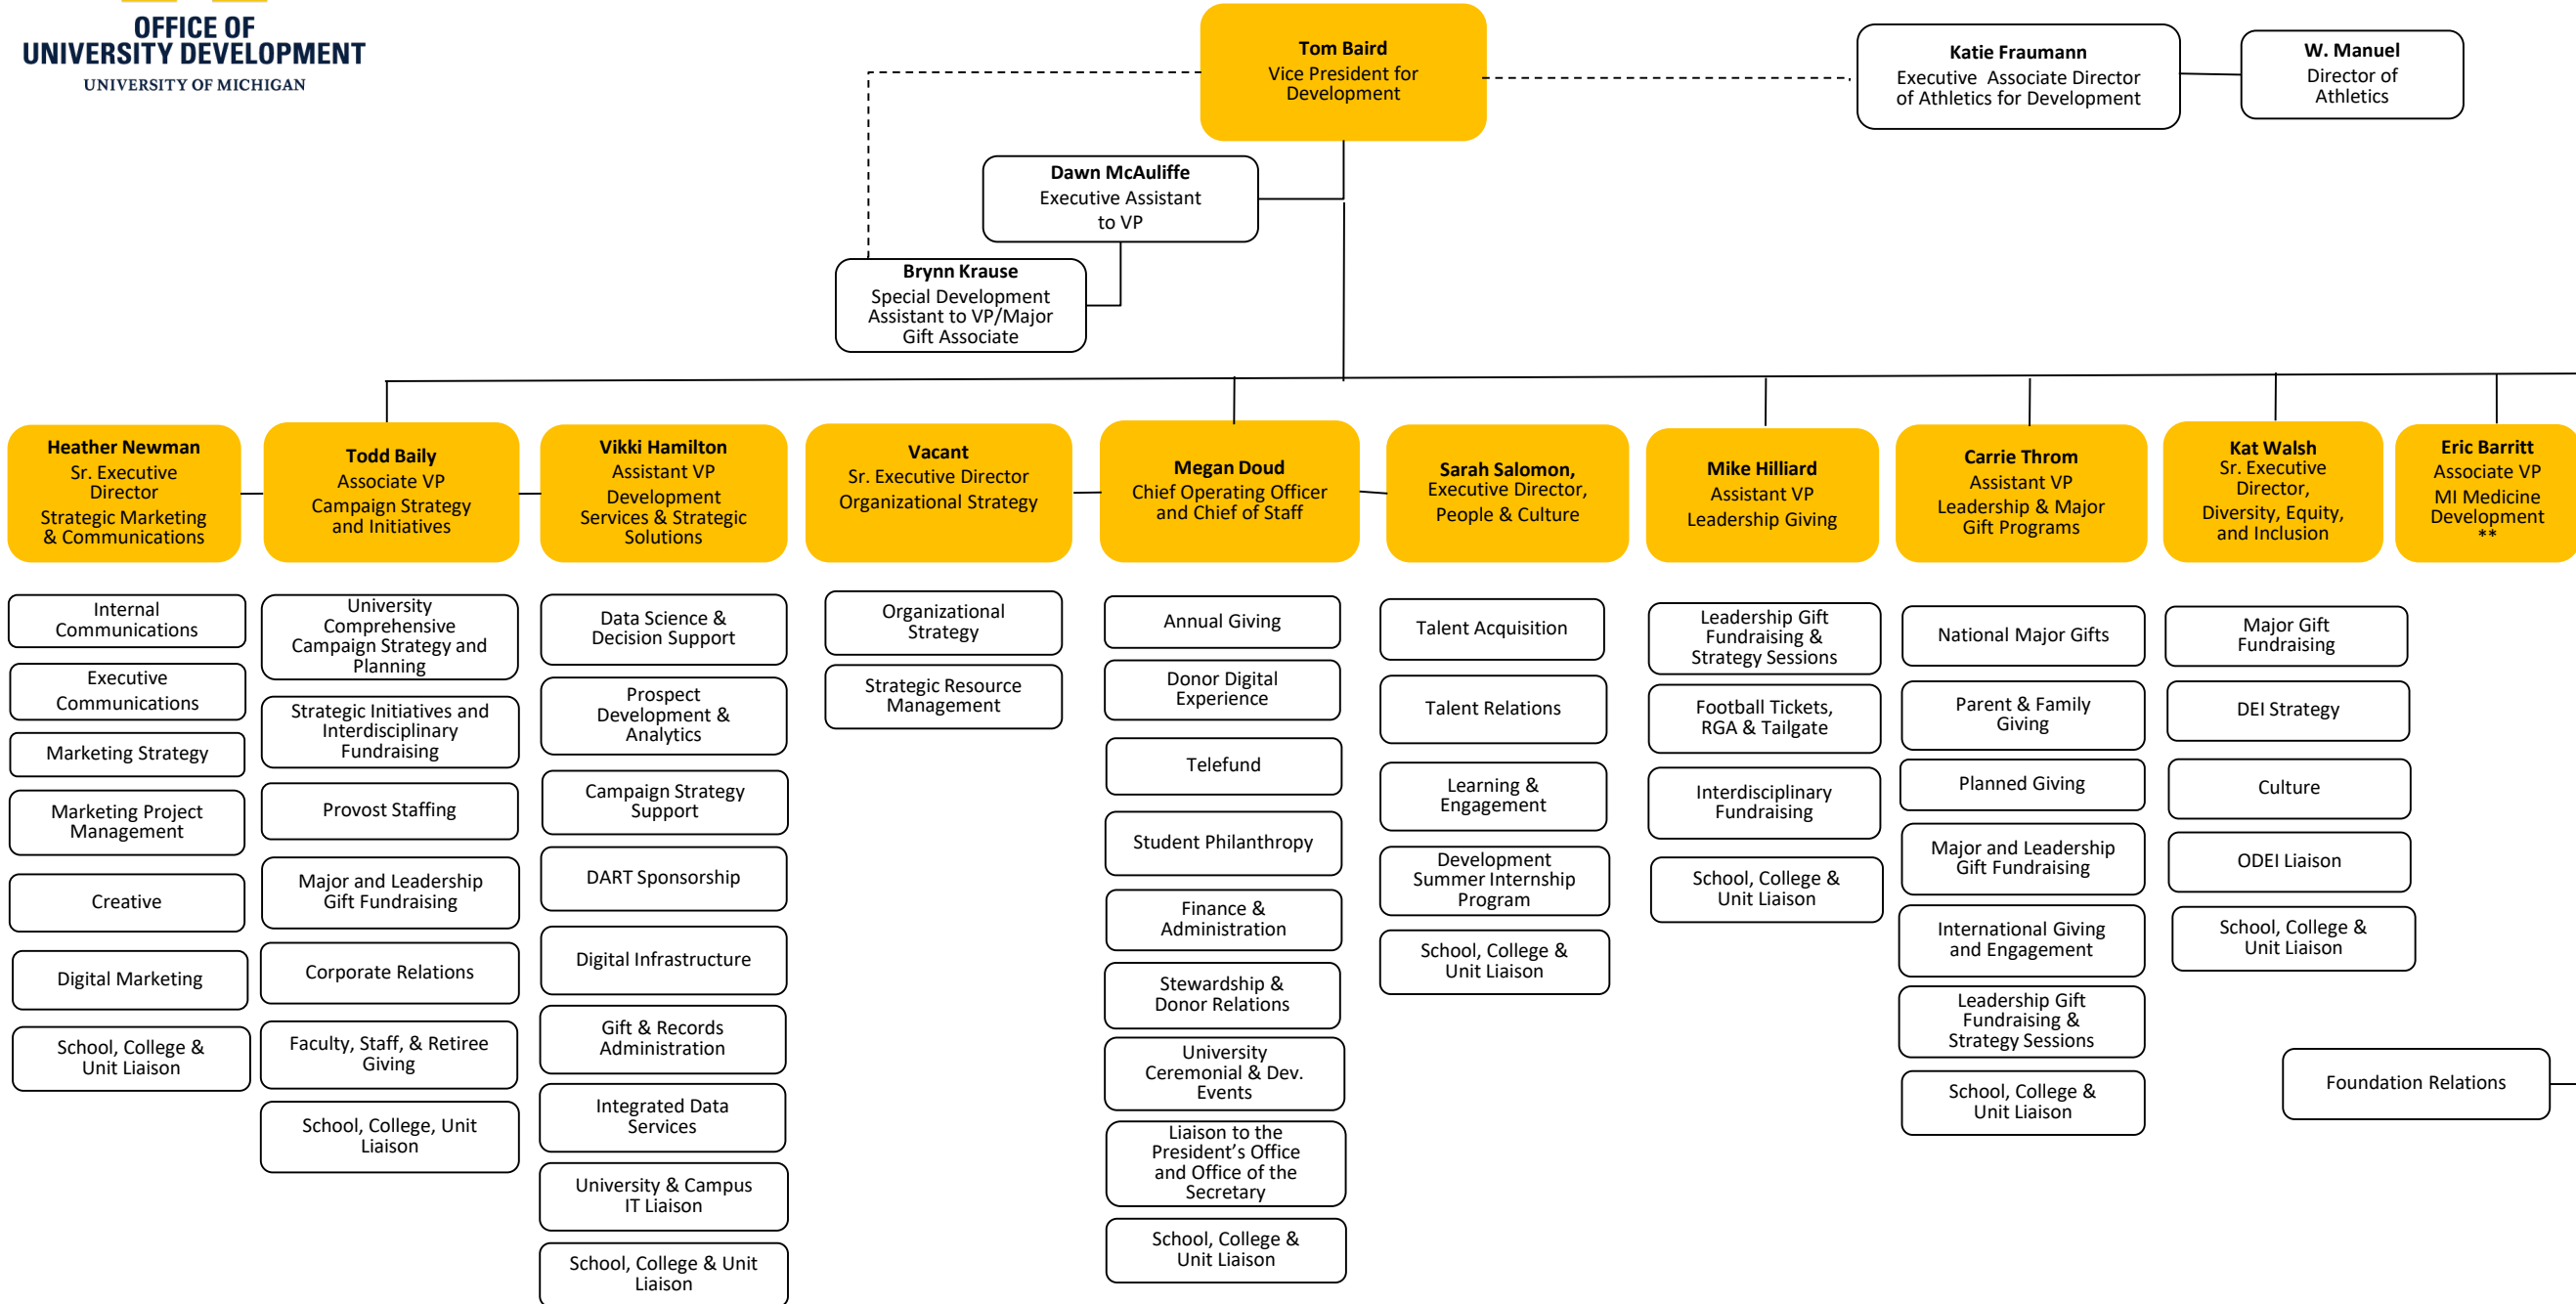 OFFICE OF
UNIVERSITY DEVELOPMENT
UNIVERSITY OF MICHIGAN
Tom Baird
Vice President for
Development
Katie Fraumann
Executive Associate Director
of Athletics for Development
W. Manuel
Director of
Athletics
Dawn McAuliffe
Executive Assistant
to VP
Brynn Krause
Special Development
Assistant to VP/Major
Gift Associate
Heather Newman
Sr. Executive
Director
Strategic Marketing
& Communications
Internal
Communications
Executive
Communications
Marketing Strategy
Marketing Project
Management
Creative
Digital Marketing
School, College &
Unit Liaison
Todd Baily
Associate VP
Campaign Strategy
and Initiatives
University
Comprehensive
Campaign Strategy and
Planning
Strategic Initiatives and
Interdisciplinary
Fundraising
Provost Staffing
Major and Leadership
Gift Fundraising
Corporate Relations
Faculty, Staff, & Retiree
Giving
School, College, Unit
Liaison
Vikki Hamilton
Assistant VP
Development
Services & Strategic
Solutions
Data Science &
Decision Support
Prospect
Development &
Analytics
Campaign Strategy
Support
DART Sponsorship
Digital Infrastructure
Gift & Records
Administration
Integrated Data
Services
University & Campus
IT Liaison
School, College & Unit
Liaison
Vacant
Sr. Executive Director
Organizational Strategy
Organizational
Strategy
Strategic Resource
Management
Megan Doud
Chief Operating Officer
and Chief of Staff
Annual Giving
Donor Digital
Experience
Telefund
Student Philanthropy
Finance &
Administration
Stewardship &
Donor Relations
University
Ceremonial & Dev.
Events
Liaison to the
President's Office
and Office of the
Secretary
School, College &
Unit Liaison
Sarah Salomon,
Executive Director,
People & Culture
Talent Acquisition
Talent Relations
Learning &
Engagement
Development
Summer Internship
Program
School, College &
Unit Liaison
Mike Hilliard
Assistant VP
Leadership Giving
Leadership Gift
Fundraising &
Strategy Sessions
Football Tickets,
RGA & Tailgate
Interdisciplinary
Fundraising
School, College &
Unit Liaison
Carrie Throm
Assistant VP
Leadership & Major
Gift Programs
National Major Gifts
Parent & Family
Giving
Planned Giving
Major and Leadership
Gift Fundraising
International Giving
and Engagement
Leadership Gift
Fundraising &
Strategy Sessions
School, College &
Unit Liaison
Kat Walsh
Sr. Executive
Director,
Diversity, Equity,
and Inclusion
Major Gift
Fundraising
DEI Strategy
Culture
ODEI Liaison
School, College &
Unit Liaison
Eric Barritt
Associate VP
MI Medicine
Development
**
Foundation Relations